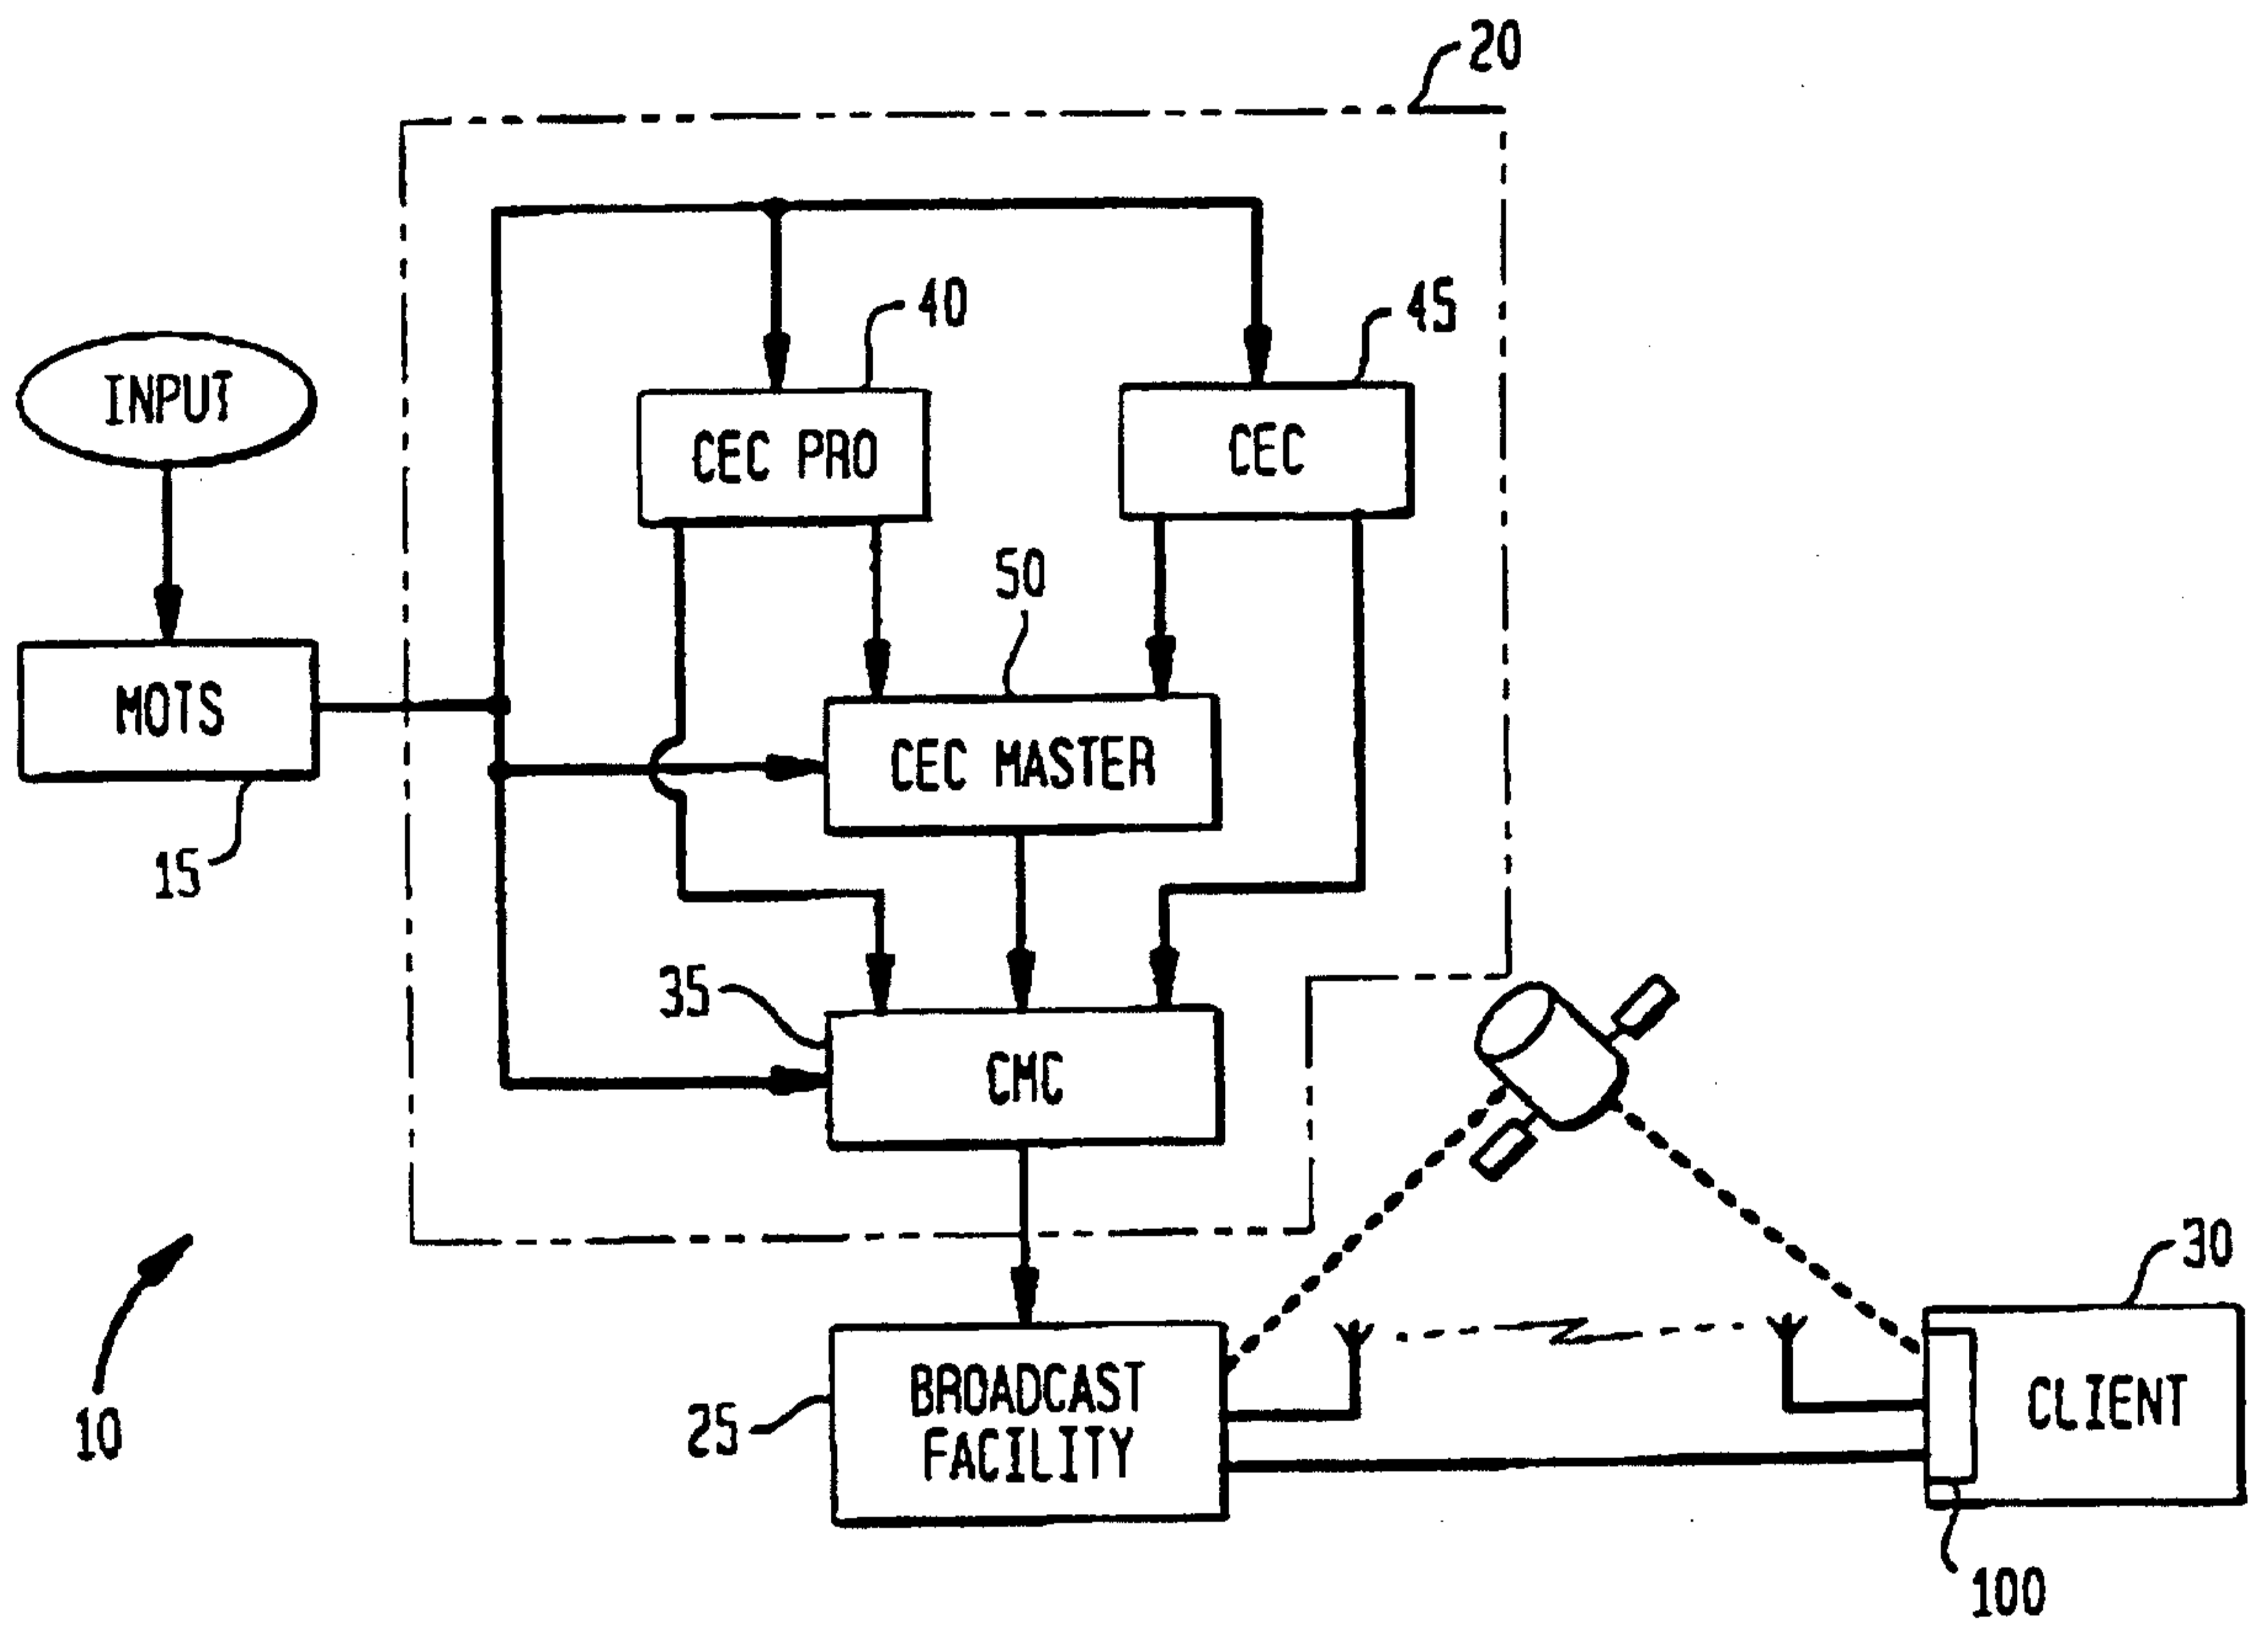 20
40
45
INPUT
CEC PRO
CEC
50
MOTS
CEC MASTER
15
35
CMC
30
BROADCAST
FACILITY
25
CLIENT
10
100